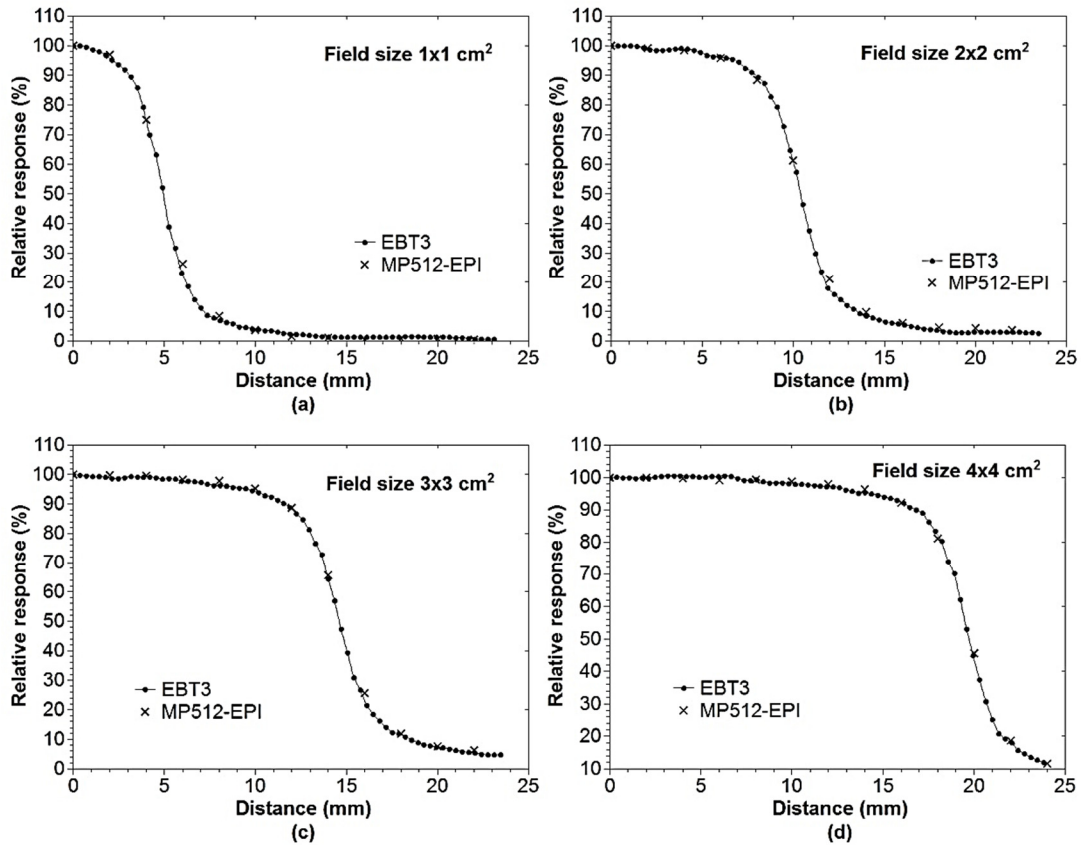 (a)
110
100
90
80
70
60
50
40
30
20
10
0
Relative response (%)
Field size 1x1 cm²
EBT3
MP512-EPI
0 5 10 15 20 25
Distance (mm)
(a)
(b)
110
100
90
80
70
60
50
40
30
20
10
0
Relative response (%)
Field size 2x2 cm²
EBT3
MP512-EPI
0 5 10 15 20 25
Distance (mm)
(b)
110
100
90
80
70
60
50
40
30
20
10
0
Relative response (%)
Field size 3x3 cm²
EBT3
MP512-EPI
0 5 10 15 20 25
Distance (mm)
(c)
110
100
90
80
70
60
50
40
30
20
10
Relative response (%)
Field size 4x4 cm²
EBT3
MP512-EPI
0 5 10 15 20 25
Distance (mm)
(d)